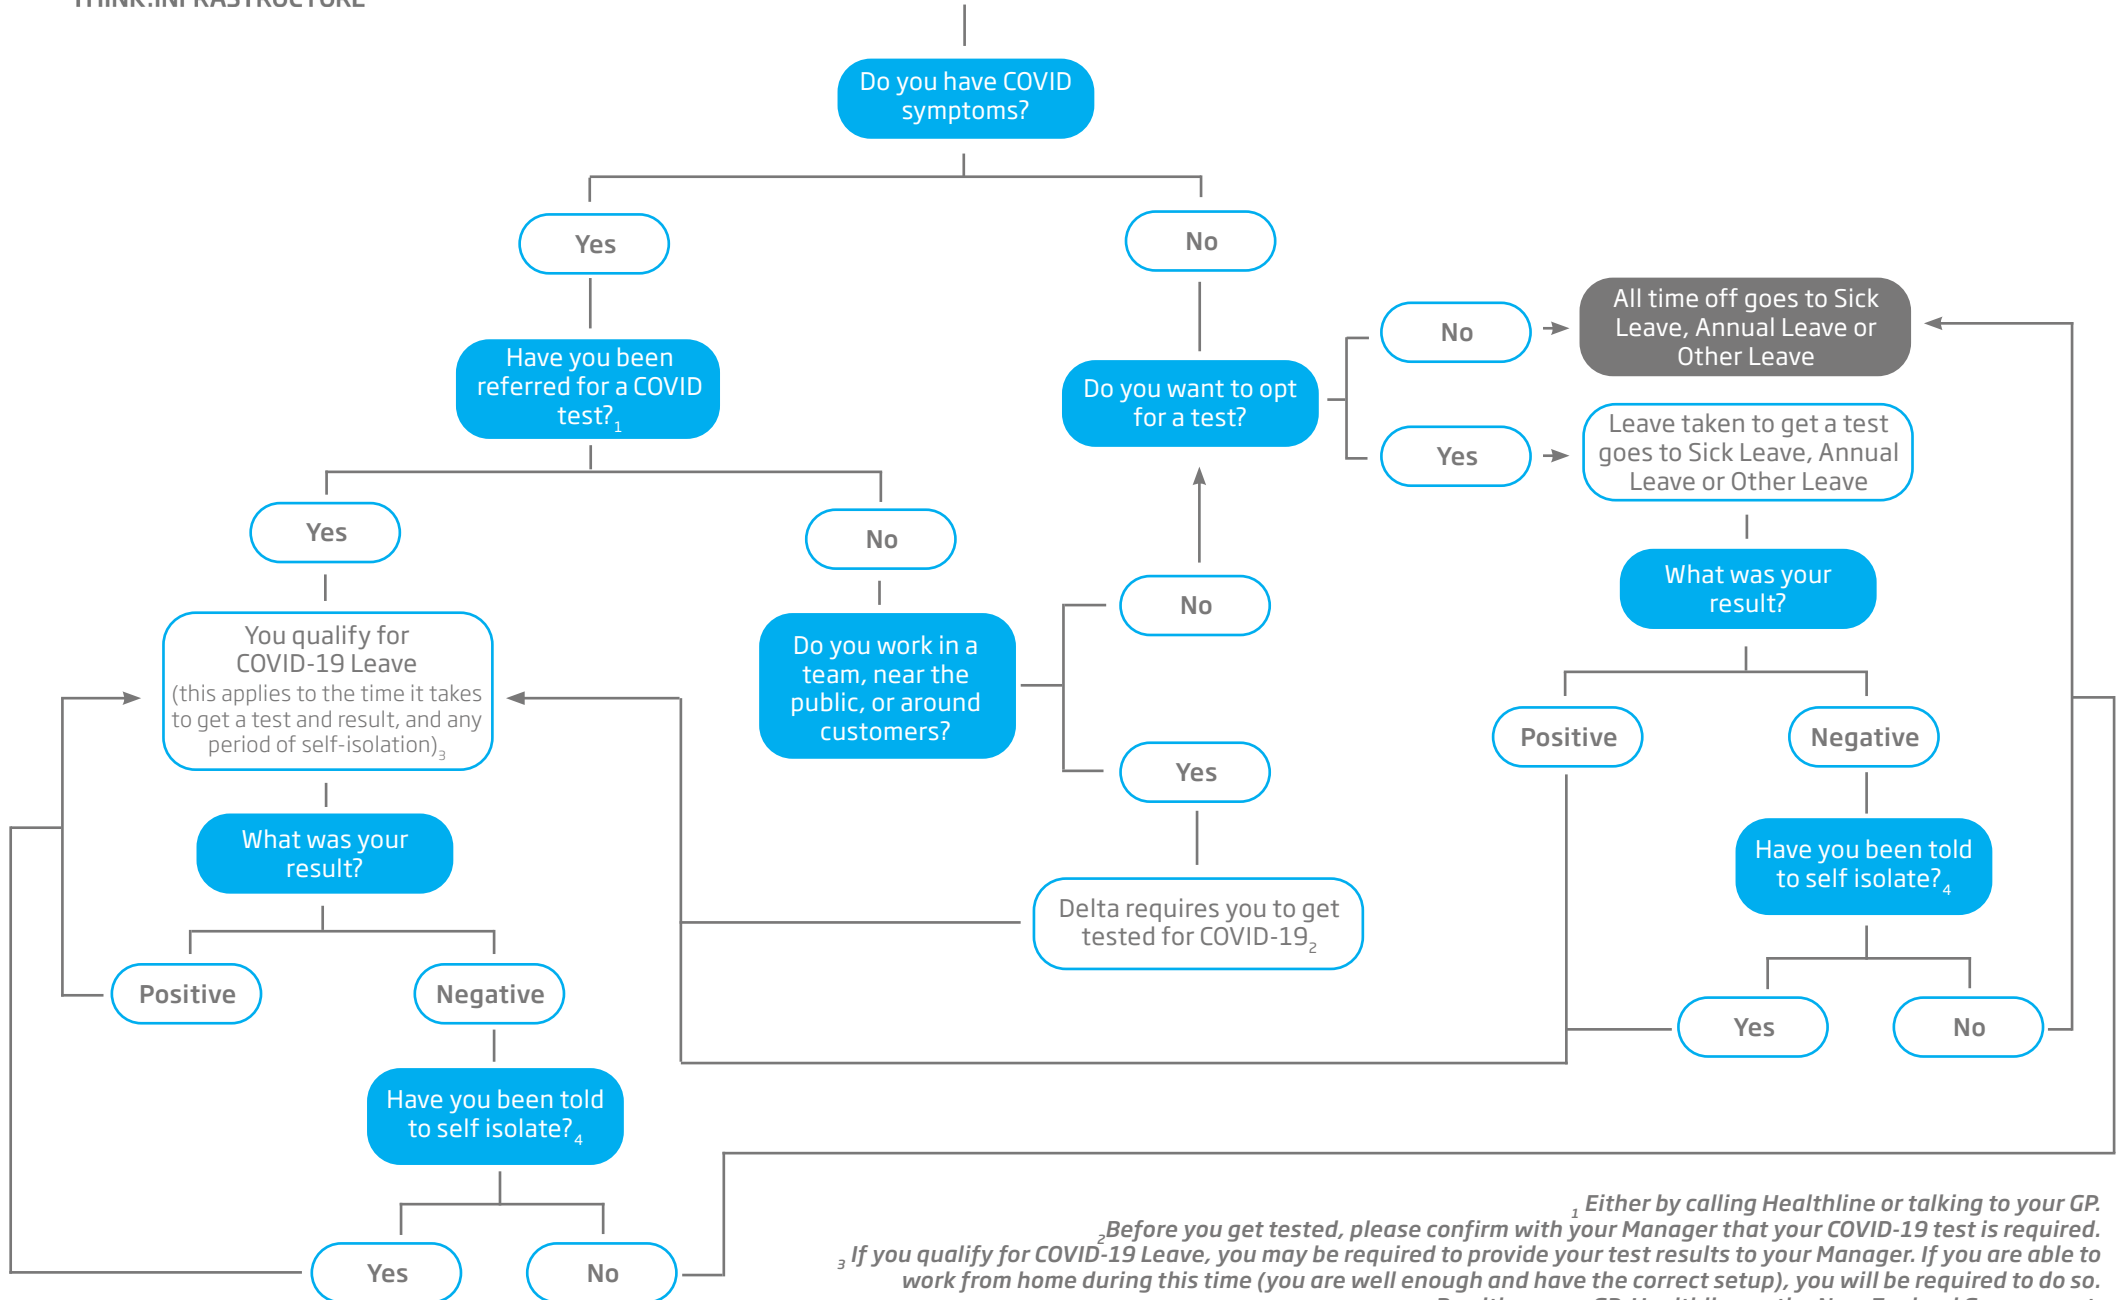 THINK.INFRASTRUCTURE
Do you have COVID
symptoms?
Yes
No
Have you been
referred for a COVID
test?1
Do you want to opt
for a test?
No
All time off goes to Sick
Leave, Annual Leave or
Other Leave
Yes
Leave taken to get a test
goes to Sick Leave, Annual
Leave or Other Leave
Yes
No
You qualify for
COVID-19 Leave
(this applies to the time it takes
to get a test and result, and any
period of self-isolation)3
Do you work in a
team, near the
public, or around
customers?
No
Yes
What was your
result?
Positive
Negative
Have you been told
to self isolate?4
Yes
No
Delta requires you to get
tested for COVID-192
What was your
result?
Positive
Negative
Have you been told
to self isolate?4
Yes
No
1 Either by calling Healthline or talking to your GP.
2Before you get tested, please confirm with your Manager that your COVID-19 test is required.
3 If you qualify for COVID-19 Leave, you may be required to provide your test results to your Manager. If you are able to
work from home during this time (you are well enough and have the correct setup), you will be required to do so.